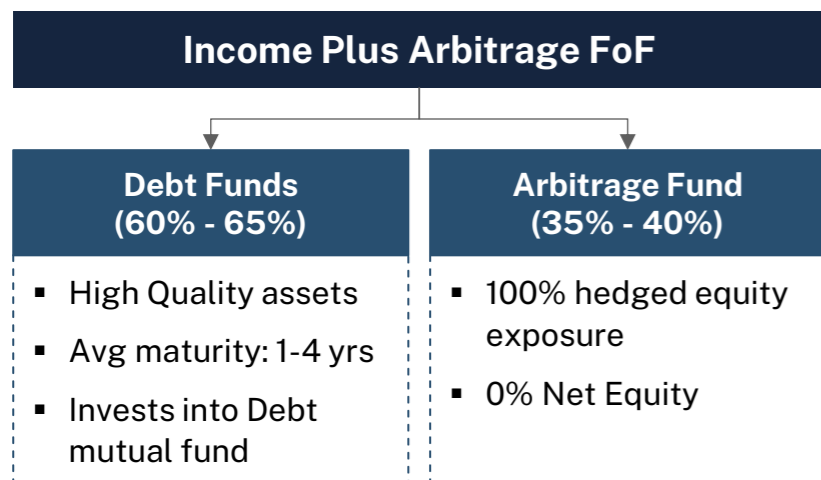 Income Plus Arbitrage FoF
Debt Funds
(60% - 65%)
▪ High Quality assets
▪ Avg maturity: 1-4 yrs
▪ Invests into Debt
mutual fund
Arbitrage Fund
(35% - 40%)
▪ 100% hedged equity
exposure
▪ 0% Net Equity